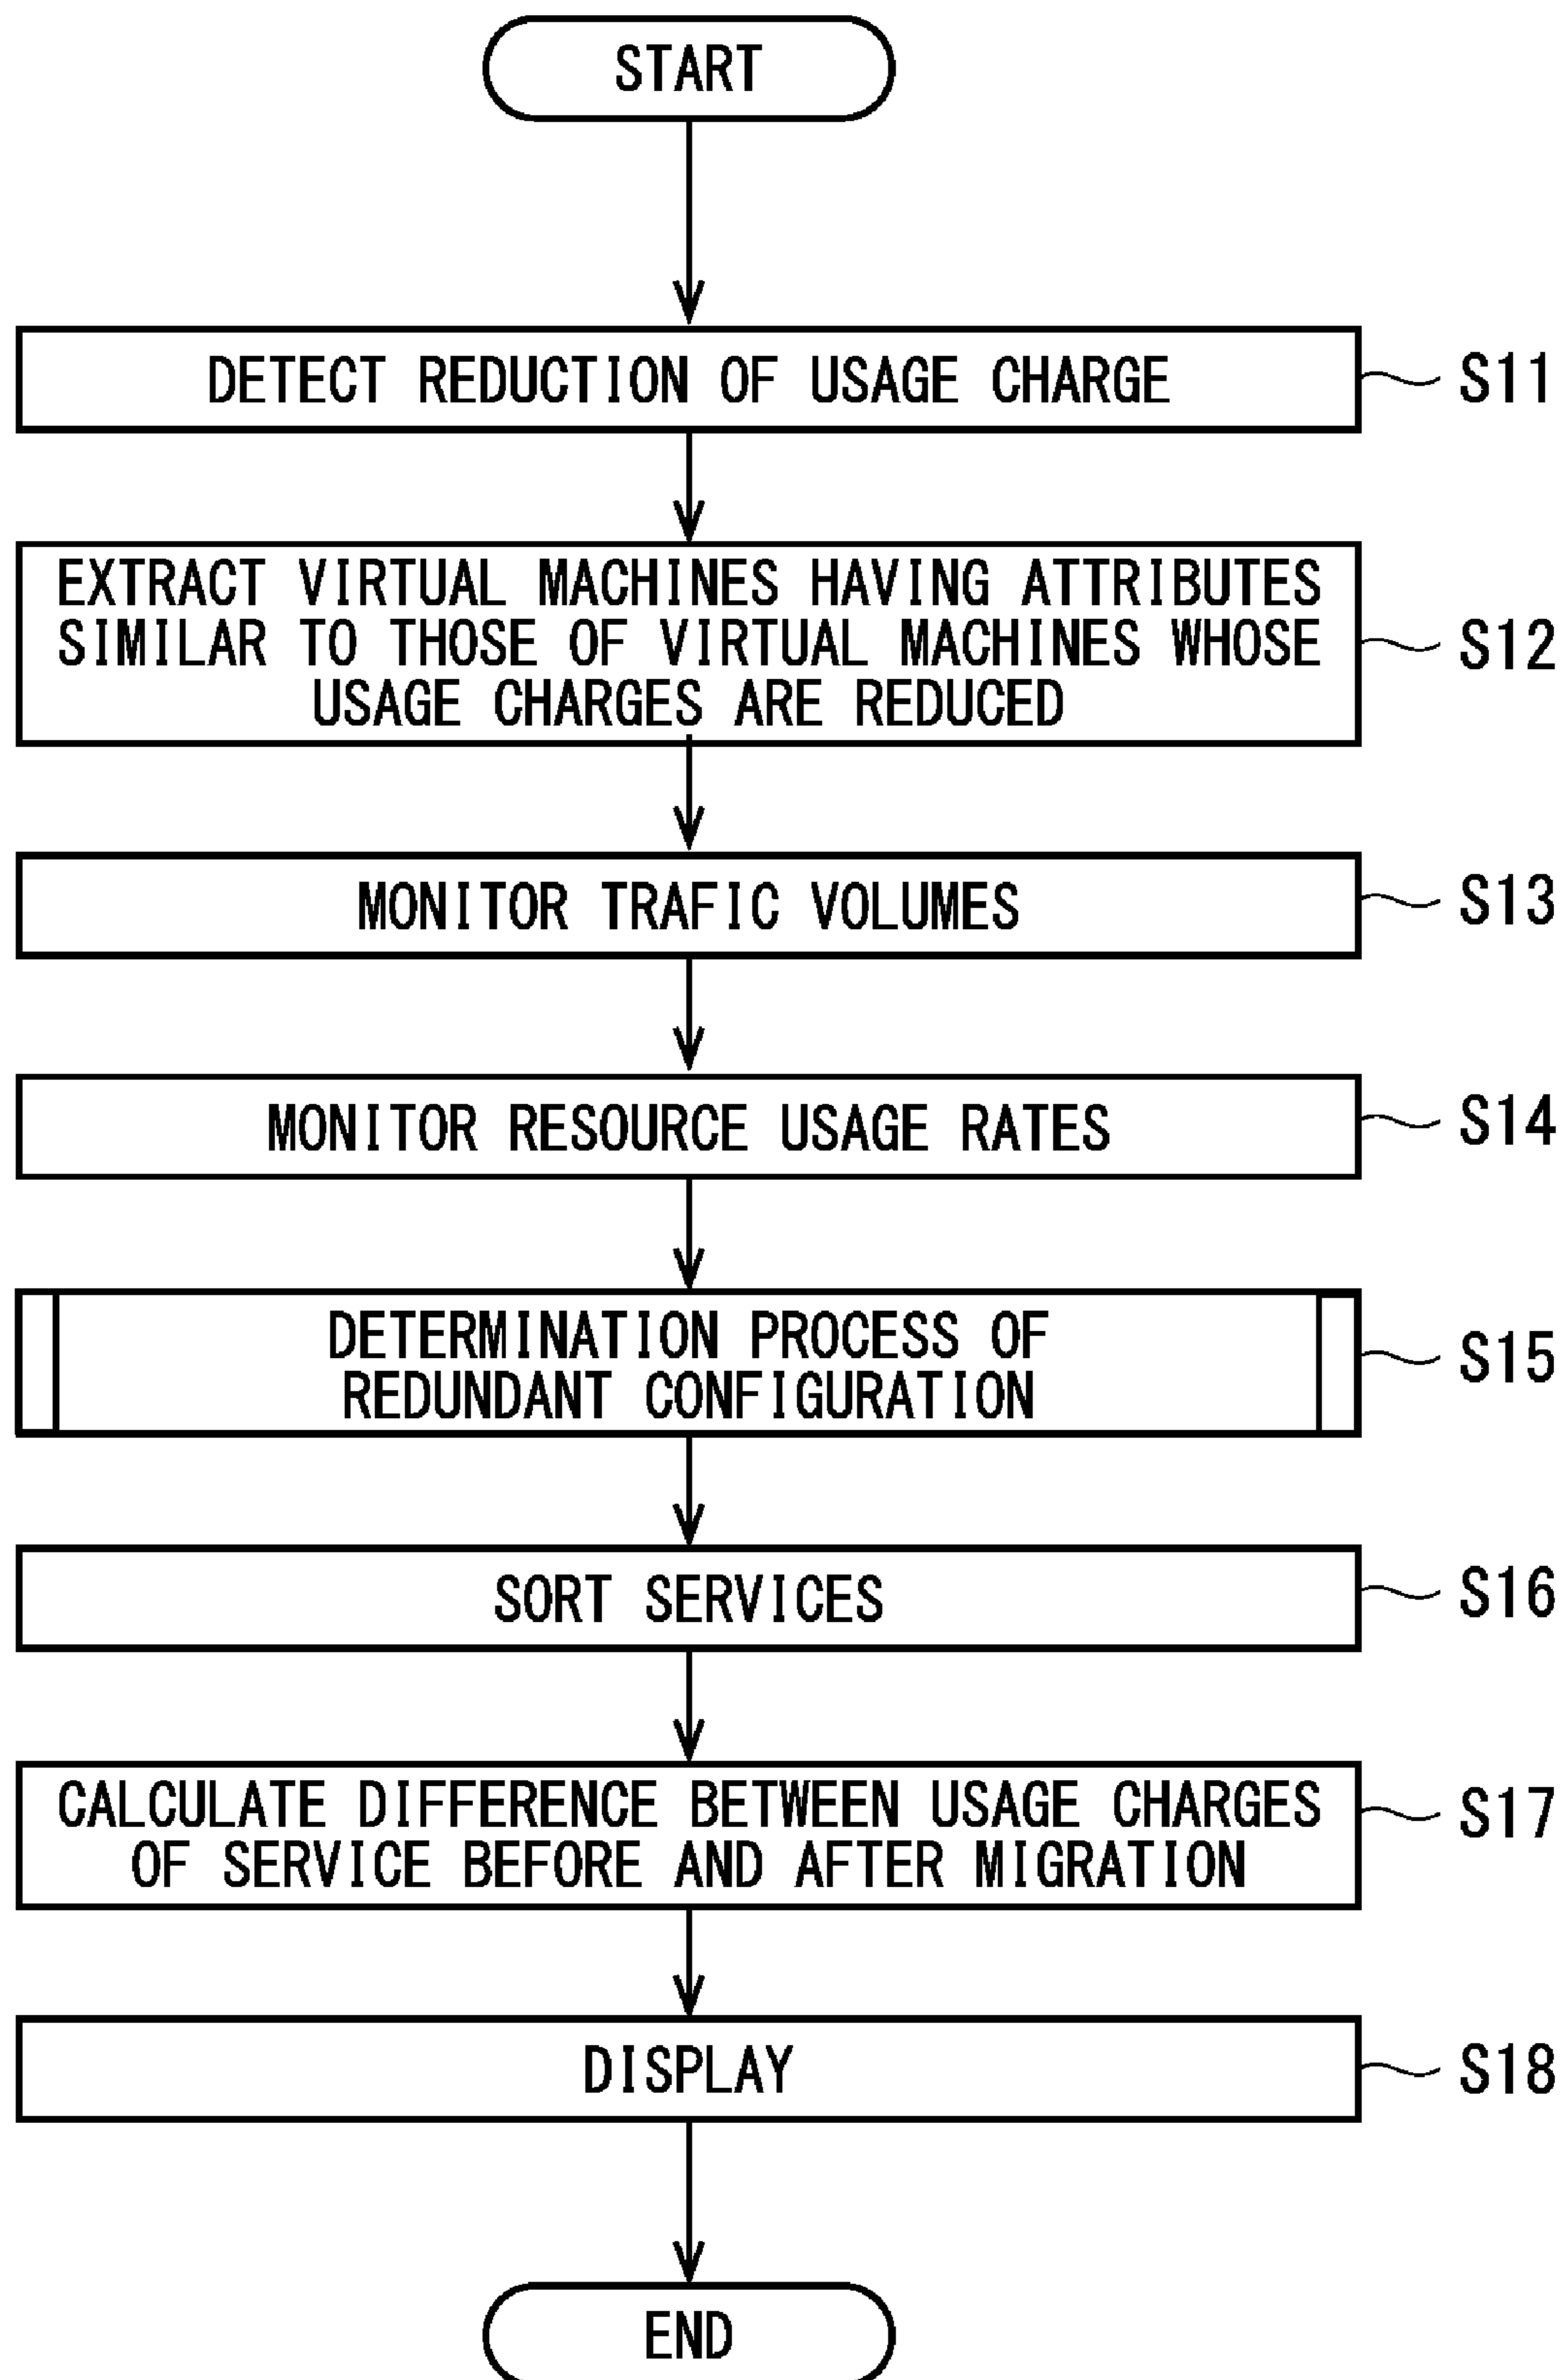 START
DETECT REDUCTION OF USAGE CHARGE
S11
EXTRACT VIRTUAL MACHINES HAVING ATTRIBUTES
SIMILAR TO THOSE OF VIRTUAL MACHINES WHOSE
USAGE CHARGES ARE REDUCED
S12
MONITOR TRAFIC VOLUMES
S13
MONITOR RESOURCE USAGE RATES
S14
DETERMINATION PROCESS OF
REDUNDANT CONFIGURATION
S15
SORT SERVICES
S16
CALCULATE DIFFERENCE BETWEEN USAGE CHARGES
OF SERVICE BEFORE AND AFTER MIGRATION
S17
DISPLAY
S18
END